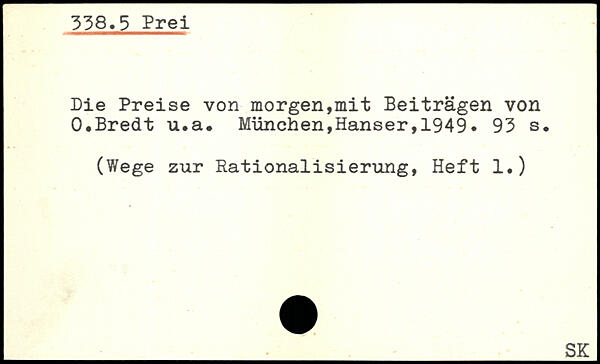 338.5 Prei
Die Preise von morgen,mit Beiträgen von
O.Bredt u.a. München,Hanser,1949. 93 s.
(Wege zur Rationalisierung, Heft 1.)
SK